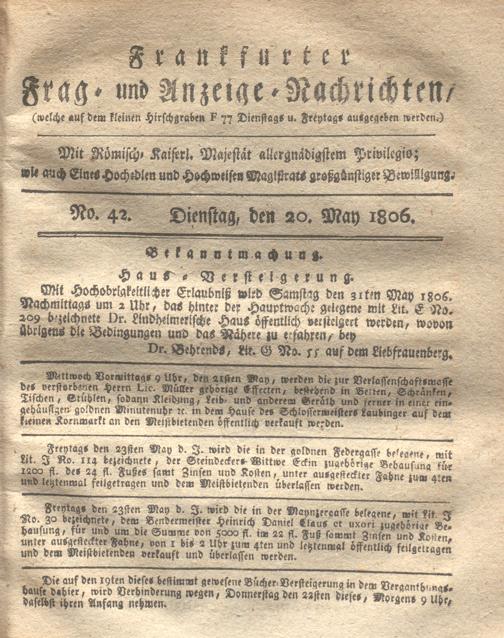 Frankfurter
Frag- und Anzeige-Nachrichten,
(welche auf dem kleinen Hirschgraben F 77 Dienstags u. Freytags ausgegeben werden.)
Mit Römisch-Kaiserl. Majestät allergnädigstem Privilegio;
wie auch Eines Hochedlen und Hochweisen Magistrats großgünstiger Bewilligung.
No. 42. Dienstag, den 20. May 1806.
Bekanntmachung.
Haus-Versteigerung.
Mit Hochobrigkeitlicher Erlaubniß wird Samstag den 31ten May 1806.
Nachmittags um 2 Uhr, das hinter der Hauptwache gelegene mit Lit. E No.
209 bezeichnete Dr. Lindheimerische Haus öffentlich versteigert werden, wovon
übrigens die Bedingungen und das Nähere zu erfahren, bey
Dr. Behrends, Lit. G No. 55 auf dem Liebfrauenberg.
Mittwoch Vormittags 9 Uhr, den 21sten May, werden die zur Verlassenschaftsmasse
des verstorbenen Herrn Lic. Müller gehörige Effecten, bestehend in Betten, Schränken,
Tischen, Stühlen, sodann Kleidung, Leib- und anderem Geräth und ferner in einer ein-
gehäusigen goldnen Minutenuhr ꝛc. in dem Hause des Schlossermeisters Laubinger auf dem
kleinen Kornmarkt an den Meistbietenden öffentlich verkauft werden.
Freytags den 23sten May d. J. wird die in der goldnen Federgasse belegene, mit
Lit. J No. 114 bezeichnete, der Steindeckers-Wittwe Eckin zugehörige Behausung für
1200 fl. des 24 fl. Fußes samt Zinsen und Kosten, unter ausgesteckter Fahne zum 4ten
und letztenmal feilgetragen und dem Meistbietenden überlassen werden.
Freytags den 23sten May d. J. wird die in der Maynzergasse belegene, mit Lit. J
No. 30 bezeichnete, dem Bendermeister Heinrich Daniel Claus et uxori zugehörige Be-
hausung, für und um die Summe von 5000 fl. im 22 fl. Fuß sammt Zinsen und Kosten,
unter ausgesteckter Fahne, von 1 bis 2 Uhr zum 4ten und letztenmal öffentlich feilgetragen
und dem Meistbietenden verkauft und überlassen werden.
Die auf den 19ten dieses bestimmt gewesene Bücher-Versteigerung in dem Verganthungs-
hause dahier, wird Verhinderung wegen, Donnerstag den 22sten dieses, Morgens 9 Uhr,
daselbst ihren Anfang nehmen.